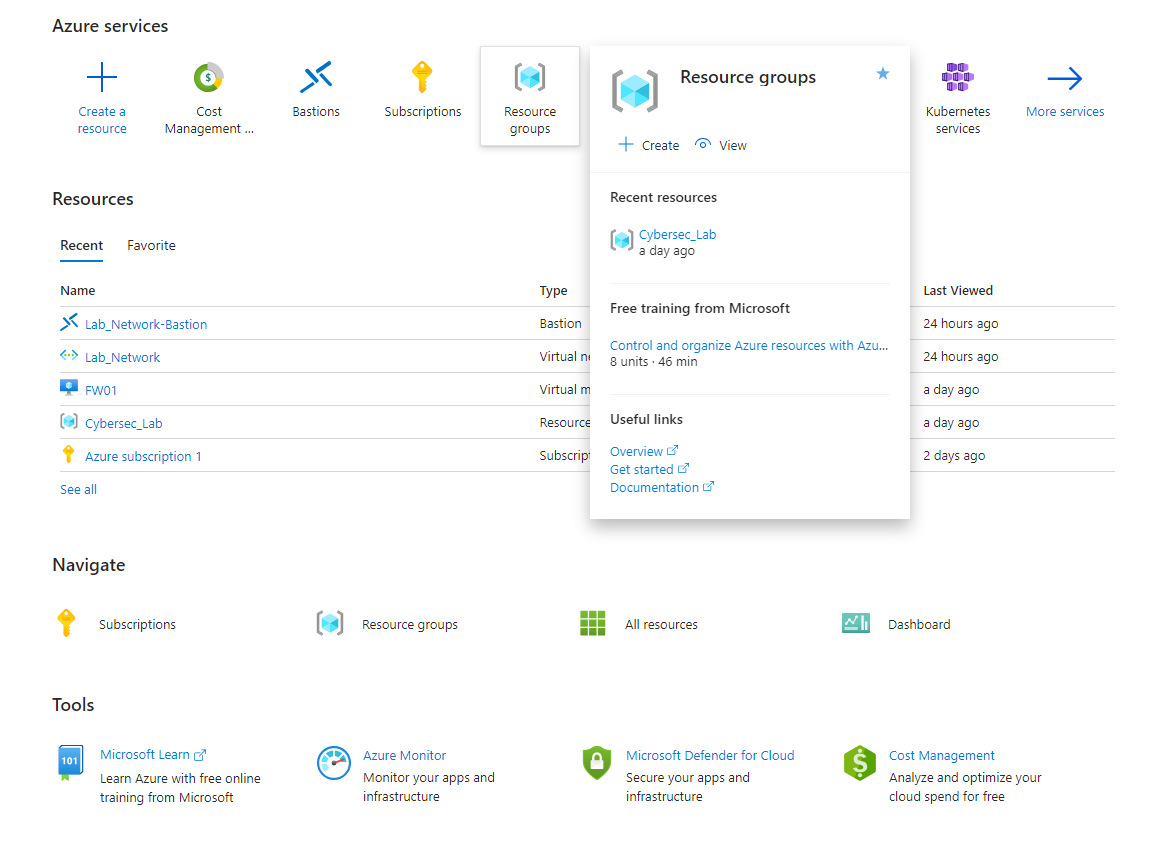 Azure services
Create a
resource
Cost
Management ...
Bastions
Subscriptions
Resource
groups
Kubernetes
services
More services
Resource groups
Create
View
Recent resources
Cybersec_Lab
a day ago
Free training from Microsoft
Control and organize Azure resources with Azu...
8 units · 46 min
Useful links
Overview
Get started
Documentation
Resources
Recent
Favorite
Name
Type
Last Viewed
Lab_Network-Bastion
Bastion
24 hours ago
Lab_Network
Virtual ne
24 hours ago
FW01
Virtual m
a day ago
Cybersec_Lab
Resource
a day ago
Azure subscription 1
Subscript
2 days ago
See all
Navigate
Subscriptions
Resource groups
All resources
Dashboard
Tools
101
Microsoft Learn
Learn Azure with free online
training from Microsoft
Azure Monitor
Monitor your apps and
infrastructure
Microsoft Defender for Cloud
Secure your apps and
infrastructure
Cost Management
Analyze and optimize your
cloud spend for free